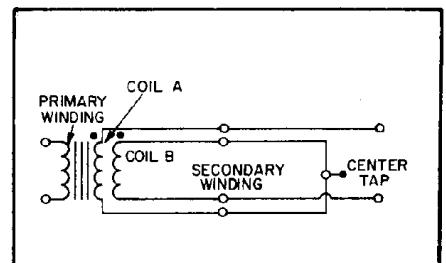 COIL A
PRIMARY
WINDING
COIL B
SECONDARY
WINDING
CENTER
TAP